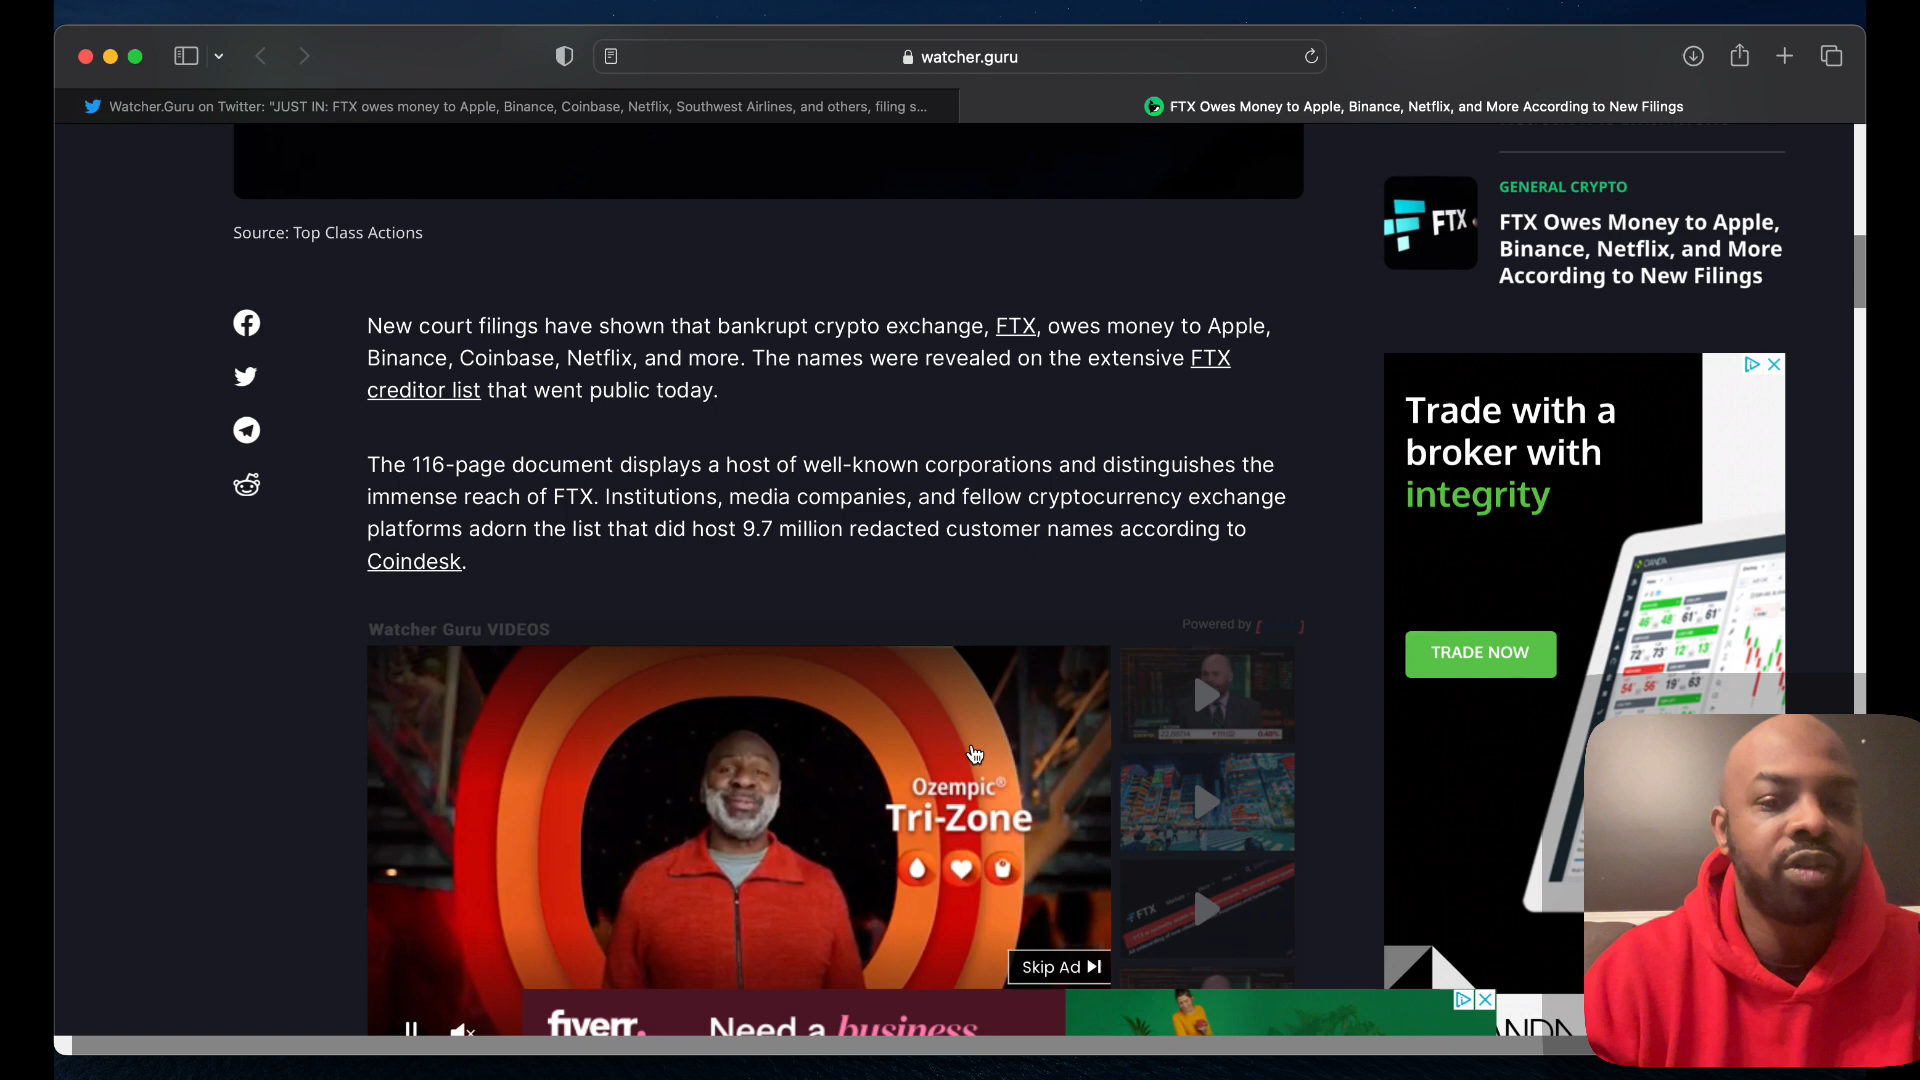 watcher.guru
Watcher.Guru on Twitter: "JUST IN: FTX owes money to Apple, Binance, Coinbase, Netflix, Southwest Airlines, and others, filing s...
FTX Owes Money to Apple, Binance, Netflix, and More According to New Filings
Source: Top Class Actions
New court filings have shown that bankrupt crypto exchange, FTX, owes money to Apple,
Binance, Coinbase, Netflix, and more. The names were revealed on the extensive FTX
creditor list that went public today.
The 116-page document displays a host of well-known corporations and distinguishes the
immense reach of FTX. Institutions, media companies, and fellow cryptocurrency exchange
platforms adorn the list that did host 9.7 million redacted customer names according to
Coindesk.
Watcher Guru VIDEOS
Powered by [ ]
Ozempic®
Tri-Zone
Skip Ad
FTX
fiverr.
Need a business
GENERAL CRYPTO
FTX
FTX Owes Money to Apple,
Binance, Netflix, and More
According to New Filings
Trade with a
broker with
integrity
TRADE NOW
OANDA